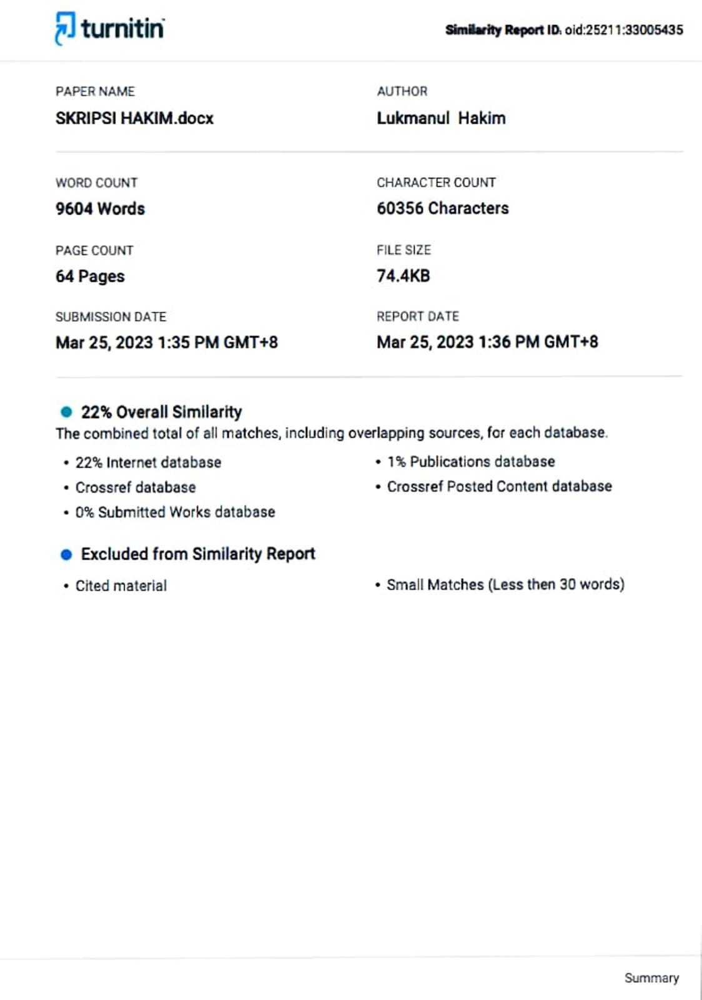 turnitin
Similarity Report ID: oid:25211:33005435
PAPER NAME
AUTHOR
SKRIPSI HAKIM.docx
Lukmanul Hakim
WORD COUNT
CHARACTER COUNT
9604 Words
60356 Characters
PAGE COUNT
FILE SIZE
64 Pages
74.4KB
SUBMISSION DATE
REPORT DATE
Mar 25, 2023 1:35 PM GMT+8
Mar 25, 2023 1:36 PM GMT+8
● 22% Overall Similarity
The combined total of all matches, including overlapping sources, for each database.
• 22% Internet database
• 1% Publications database
• Crossref database
• Crossref Posted Content database
• 0% Submitted Works database
● Excluded from Similarity Report
• Cited material
• Small Matches (Less then 30 words)
Summary